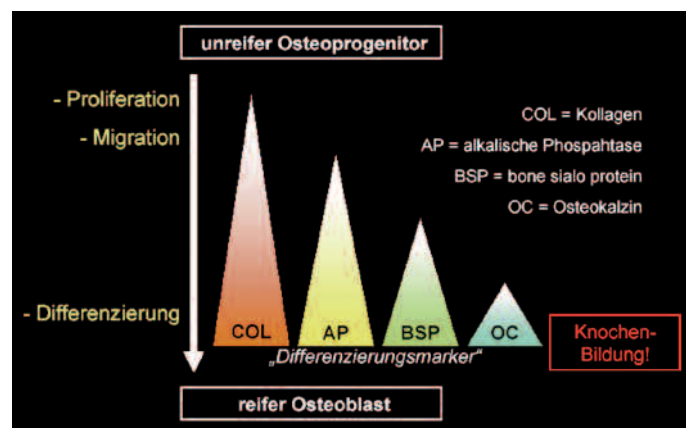 unreifer Osteoprogenitor
- Proliferation
- Migration
COL = Kollagen
AP = alkalische Phospahtase
BSP = bone sialo protein
OC = Osteokalzin
- Differenzierung
COL
AP
BSP
OC
„Differenzierungsmarker“
Knochen-
Bildung!
reifer Osteoblast